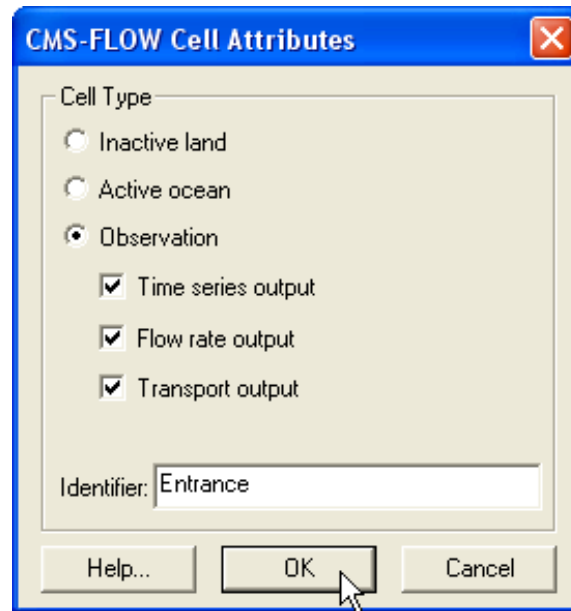 CMS-FLOW Cell Attributes
Cell Type
Inactive land
Active ocean
Observation
Time series output
Flow rate output
Transport output
Identifier: Entrance
Help... OK Cancel